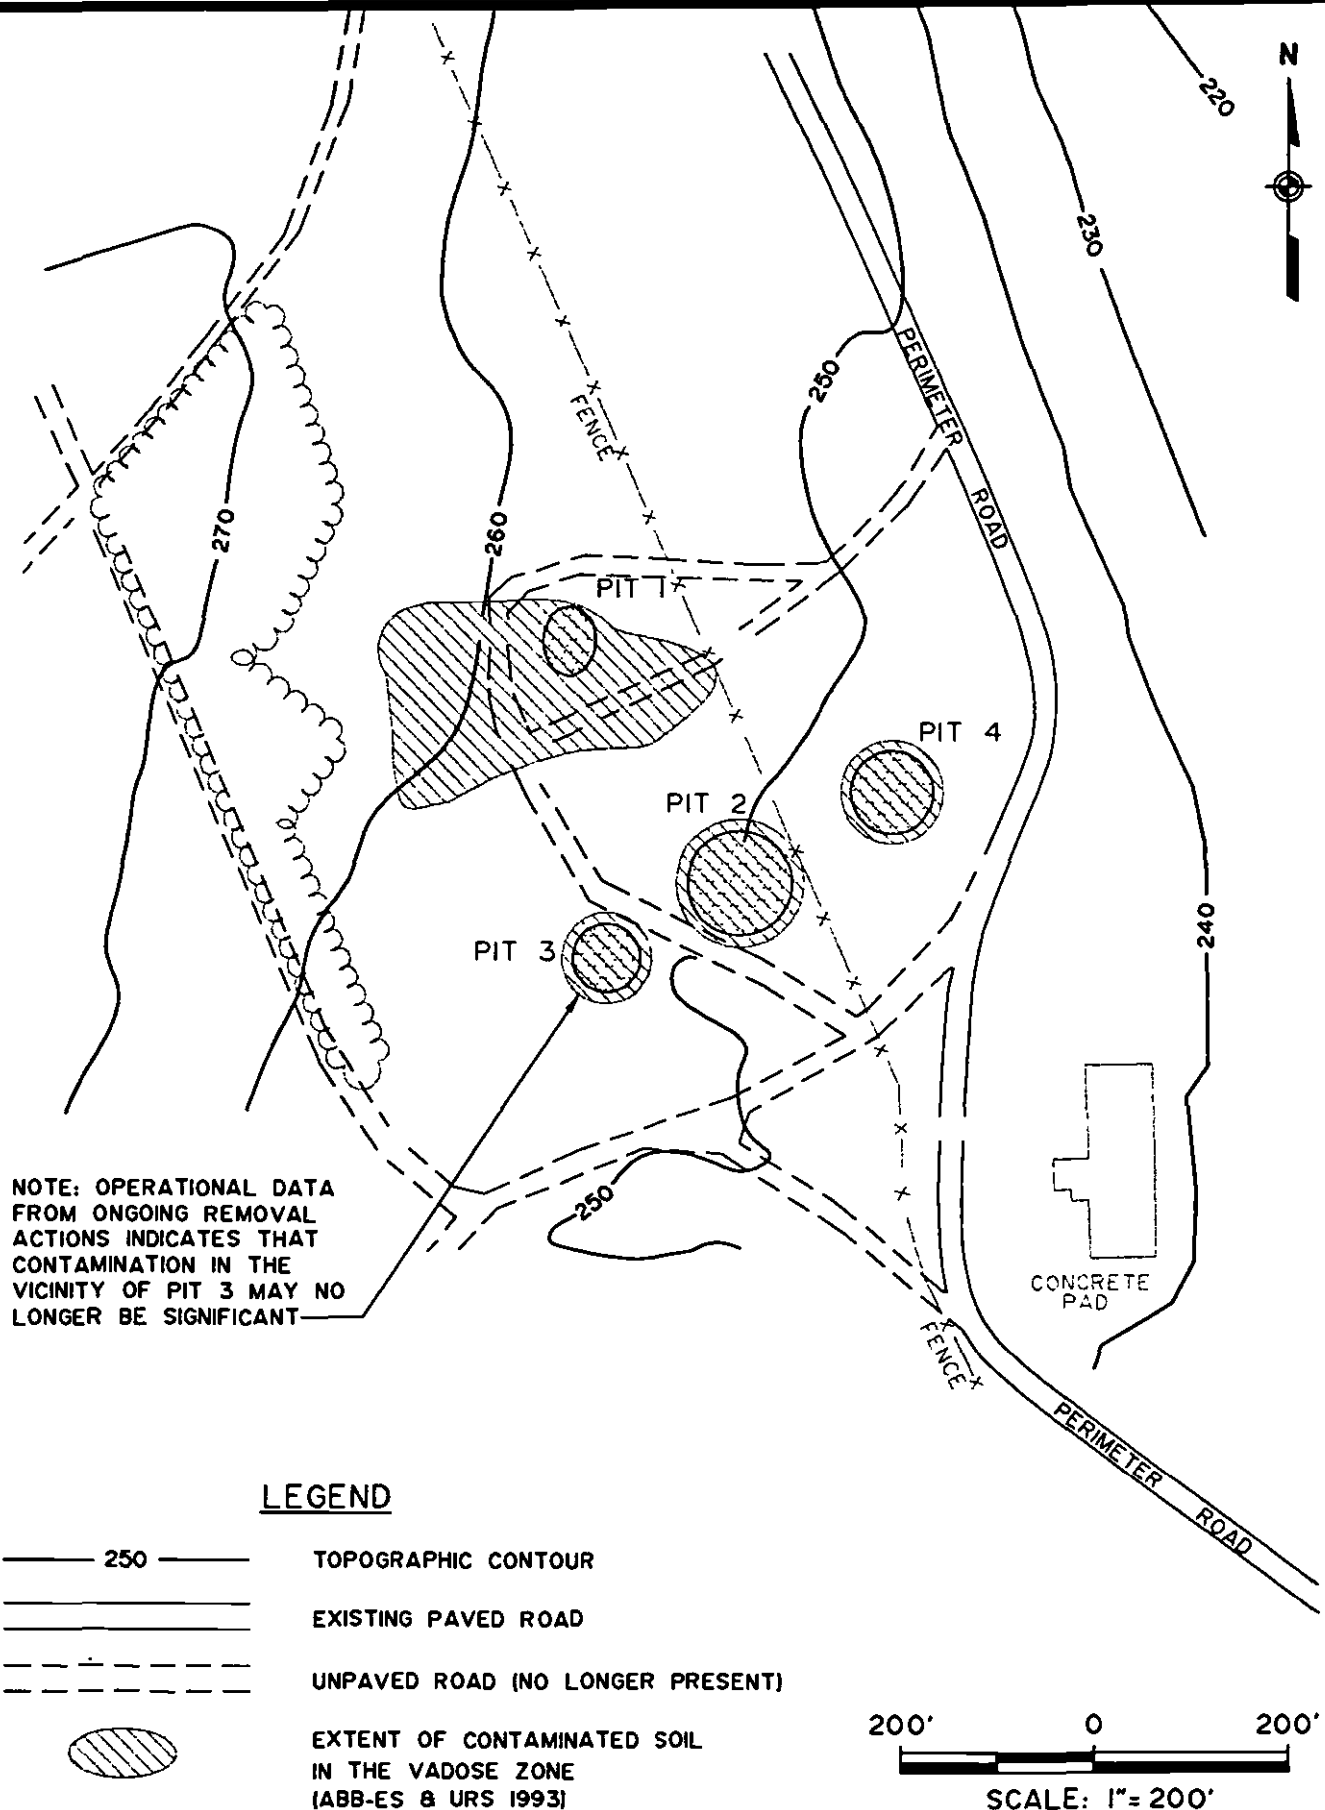 N
220
230
PERIMETER
ROAD
250
FENCE
270
260
PIT 1
PIT 4
PIT 2
PIT 3
240
NOTE: OPERATIONAL DATA
FROM ONGOING REMOVAL
ACTIONS INDICATES THAT
CONTAMINATION IN THE
VICINITY OF PIT 3 MAY NO
LONGER BE SIGNIFICANT
250
CONCRETE
PAD
FENCE
PERIMETER
ROAD
LEGEND
250
TOPOGRAPHIC CONTOUR
EXISTING PAVED ROAD
UNPAVED ROAD (NO LONGER PRESENT)
EXTENT OF CONTAMINATED SOIL
IN THE VADOSE ZONE
(ABB-ES & URS 1993)
200' 0 200'
SCALE: 1"= 200'